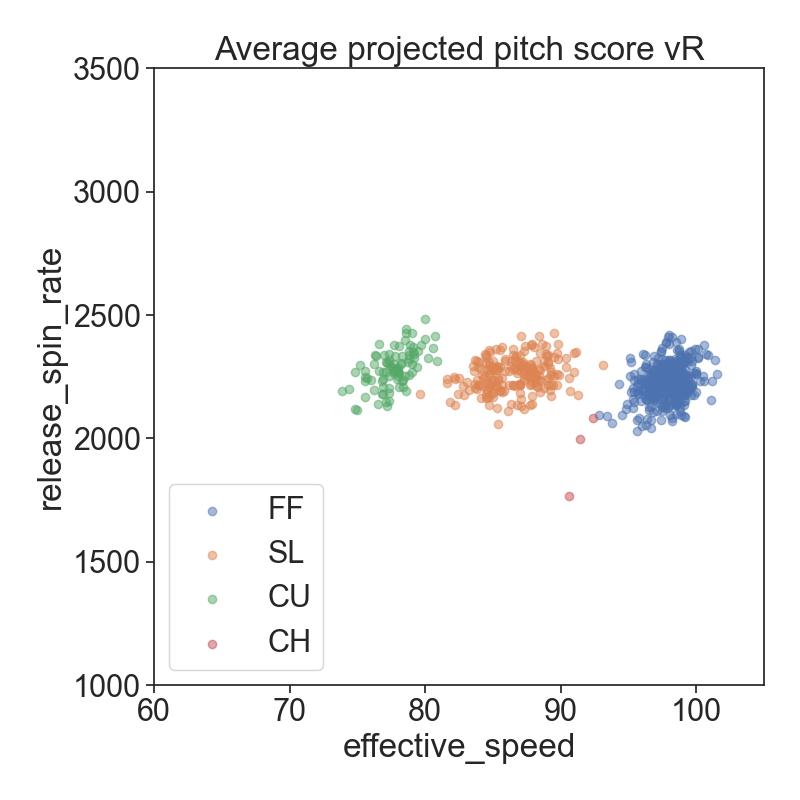 Average projected pitch score vR
3500
3000
2500
2000
1500
1000
release_spin_rate
FF
SL
CU
CH
60
70
80
90
100
effective_speed